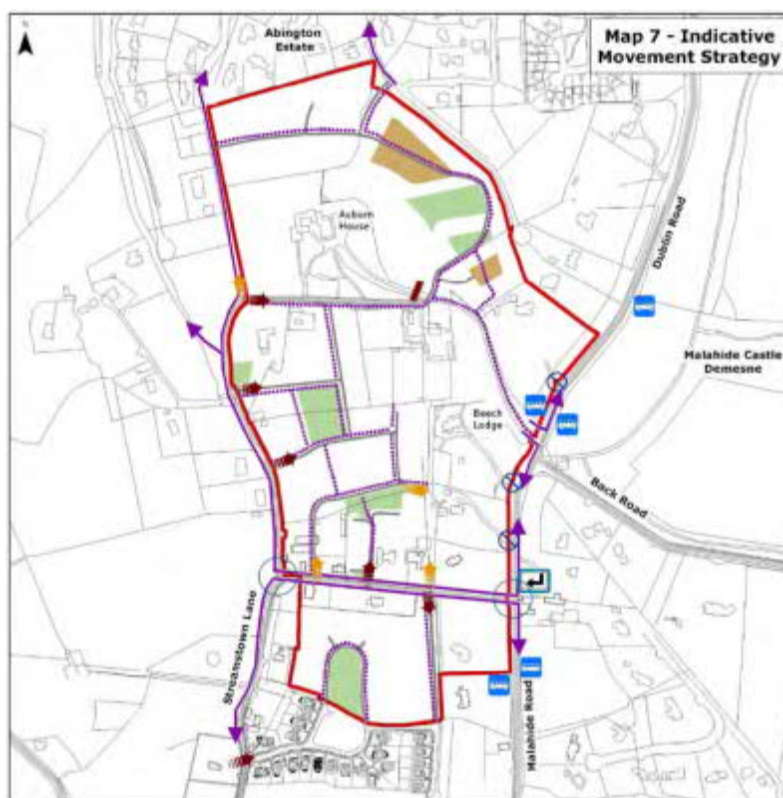 Map 7 - Indicative
Movement Strategy
Abington
Estate
Auburn
House
Dublin Road
Malahide Castle
Demesne
Beech
Lodge
Back Road
Streamstown Lane
Malahide Road